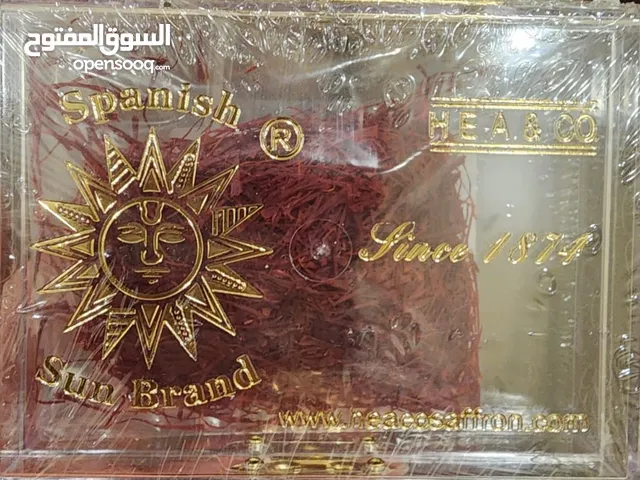 السوق المفتوح
opensooq.com
Spanish
®
H.E.A & CO.
Since 1874
Sun Brand
www.heacosaffron.com